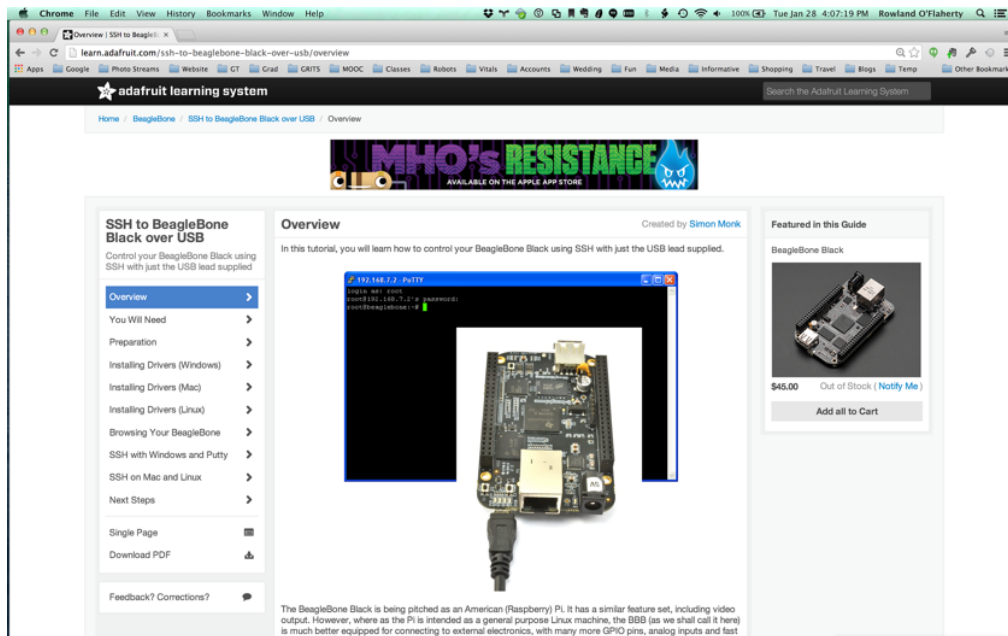 Chrome File Edit View History Bookmarks Window Help
100% Tue Jan 28 4:07:19 PM Rowland O'Flaherty
Overview | SSH to Beagleb
learn.adafruit.com/ssh-to-beaglebone-black-over-usb/overview
Apps Google Photo Streams Website GT Grad GRITS MOOC Classes Robots Vitals Accounts Wedding Fun Media Informative Shopping Travel Blogs Temp Other Bookmark
adafruit learning system
Search the Adafruit Learning System
Home / BeagleBone / SSH to BeagleBone Black over USB / Overview
MHO's RESISTANCE
AVAILABLE ON THE APPLE APP STORE
SSH to BeagleBone
Black over USB
Control your BeagleBone Black using
SSH with just the USB lead supplied
Overview
You Will Need
Preparation
Installing Drivers (Windows)
Installing Drivers (Mac)
Installing Drivers (Linux)
Browsing Your BeagleBone
SSH with Windows and Putty
SSH on Mac and Linux
Next Steps
Single Page
Download PDF
Feedback? Corrections?
Overview
Created by Simon Monk
In this tutorial, you will learn how to control your BeagleBone Black using SSH with just the USB lead supplied.
192.168.7.2 - PuTTY
login as: root
root@192.168.7.2's password:
root@beaglebone:~#
The BeagleBone Black is being pitched as an American (Raspberry) Pi. It has a similar feature set, including video
output. However, where as the Pi is intended as a general purpose Linux machine, the BBB (as we shall call it here)
is much better equipped for connecting to external electronics, with many more GPIO pins, analog inputs and fast
Featured in this Guide
BeagleBone Black
$45.00 Out of Stock ( Notify Me )
Add all to Cart